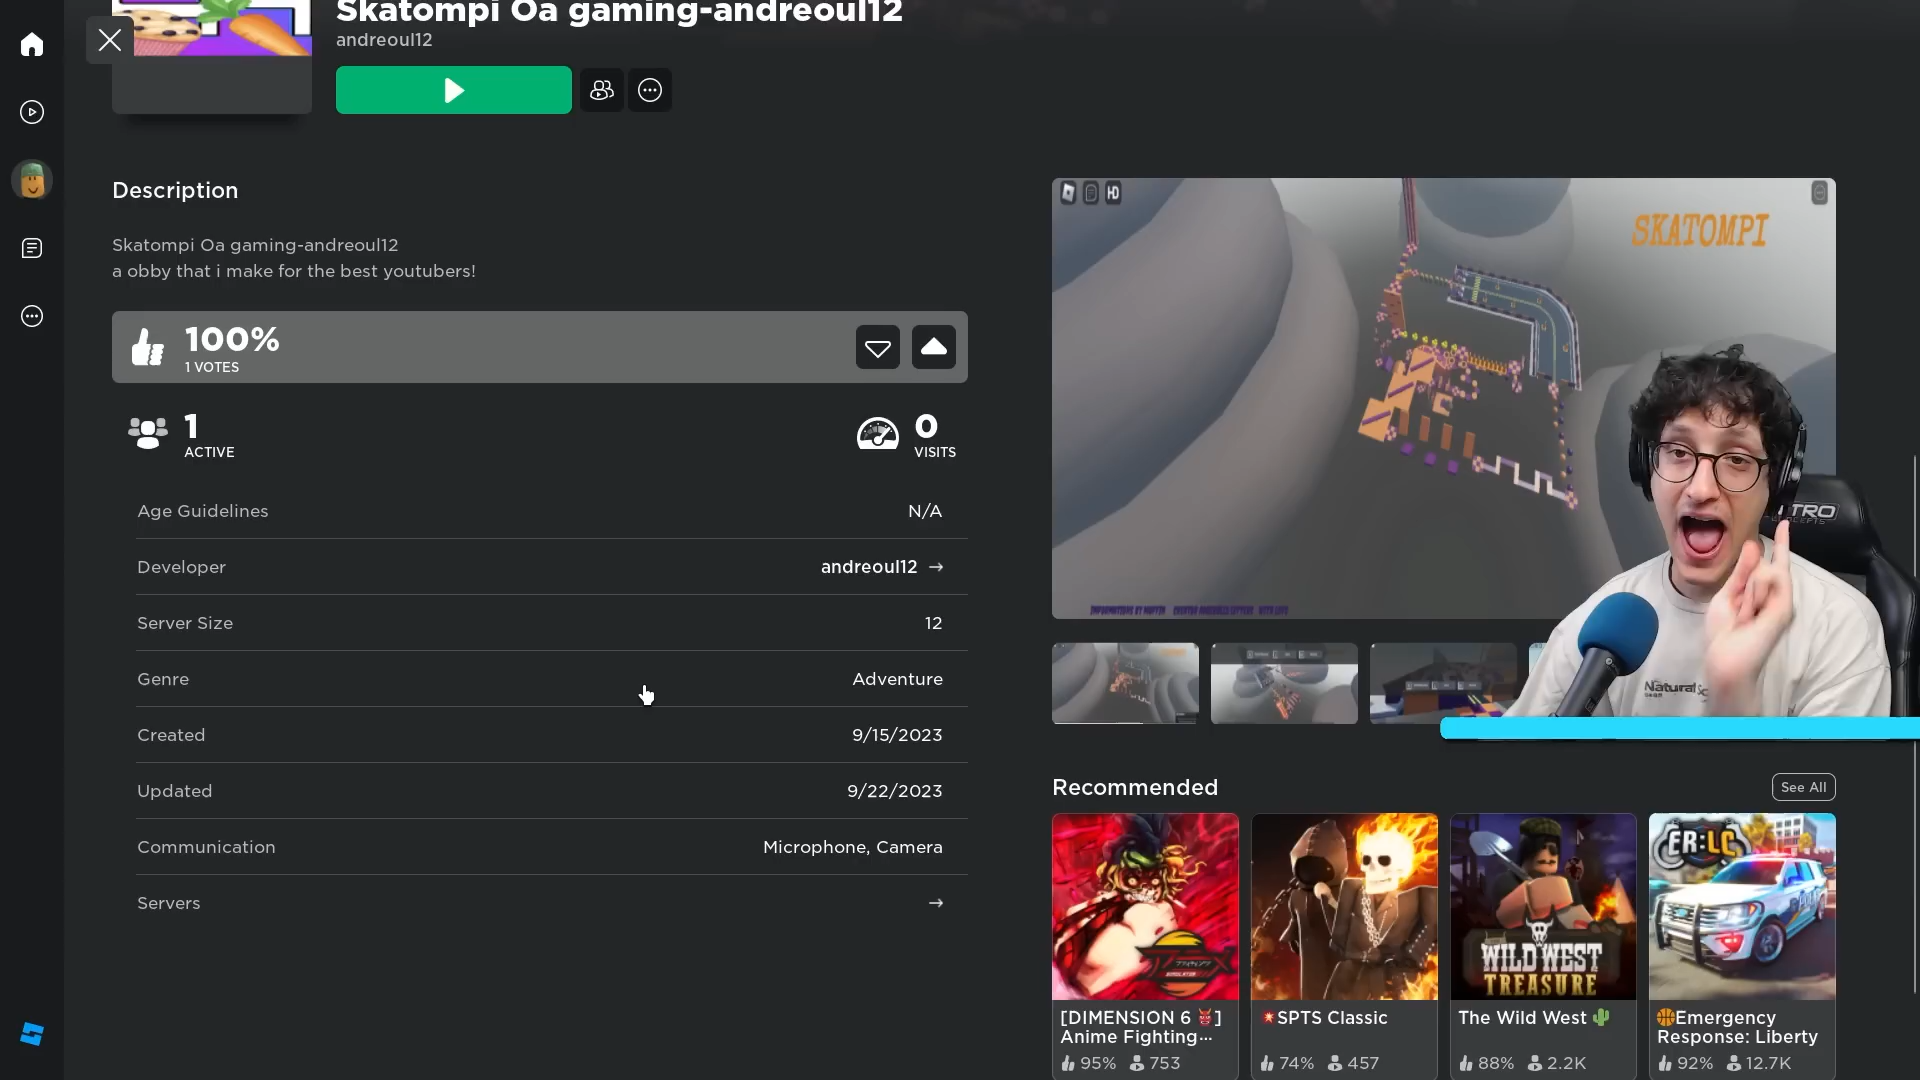 Skatompi Oa gaming-andreoul12
andreoul12
Description
Skatompi Oa gaming-andreoul12
a obby that i make for the best youtubers!
100%
1 VOTES
1
ACTIVE
0
VISITS
Age Guidelines
N/A
Developer
andreoul12 →
Server Size
12
Genre
Adventure
Created
9/15/2023
Updated
9/22/2023
Communication
Microphone, Camera
Servers
→
HD
SKATOMPI
Natural
Recommended
See All
ER:LC
WILD WEST
TREASURE
[DIMENSION 6 👹]
Anime Fighting...
95% 753
💥SPTS Classic
74% 457
The Wild West 🌵
88% 2.2K
🏀Emergency
Response: Liberty
92% 12.7K